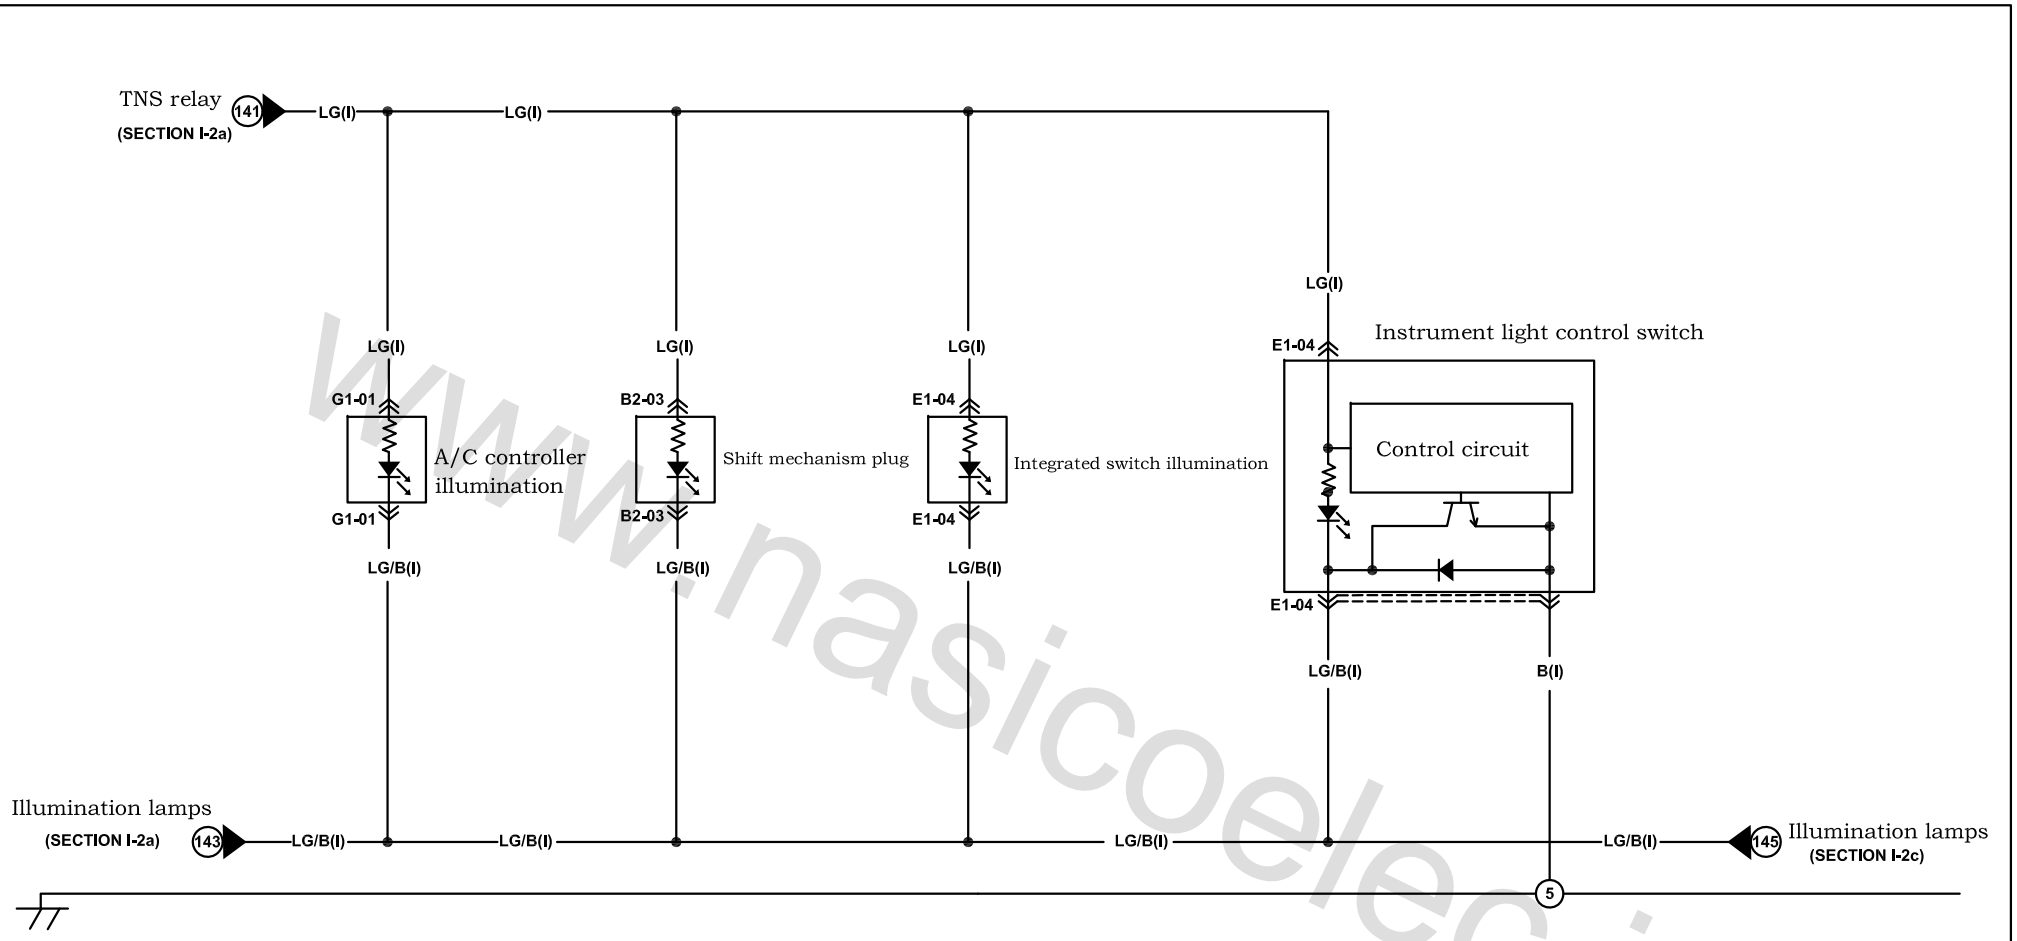 TNS relay
(SECTION I-2a)
141
LG(I)
LG(I)
LG(I)
Instrument light control switch
E1-04
LG(I)
LG(I)
LG(I)
G1-01
B2-03
E1-04
Control circuit
A/C controller
illumination
Shift mechanism plug
Integrated switch illumination
G1-01
B2-03
E1-04
LG/B(I)
LG/B(I)
LG/B(I)
E1-04
LG/B(I)
B(I)
Illumination lamps
(SECTION I-2a)
143
LG/B(I)
LG/B(I)
LG/B(I)
LG/B(I)
145
Illumination lamps
(SECTION I-2c)
5
www.nasicoelec.i